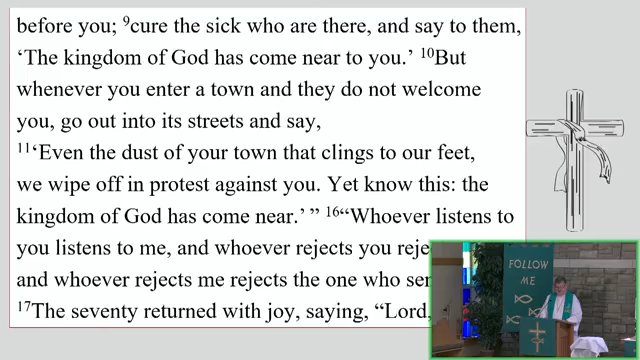 before you; ⁹cure the sick who are there, and say to them,
‘The kingdom of God has come near to you.’ ¹⁰But
whenever you enter a town and they do not welcome
you, go out into its streets and say,
¹¹‘Even the dust of your town that clings to our feet,
we wipe off in protest against you. Yet know this: the
kingdom of God has come near.’ ” ¹⁶“Whoever listens to
you listens to me, and whoever rejects you reje
and whoever rejects me rejects the one who sen
¹⁷The seventy returned with joy, saying, “Lord,
FOLLOW
ME